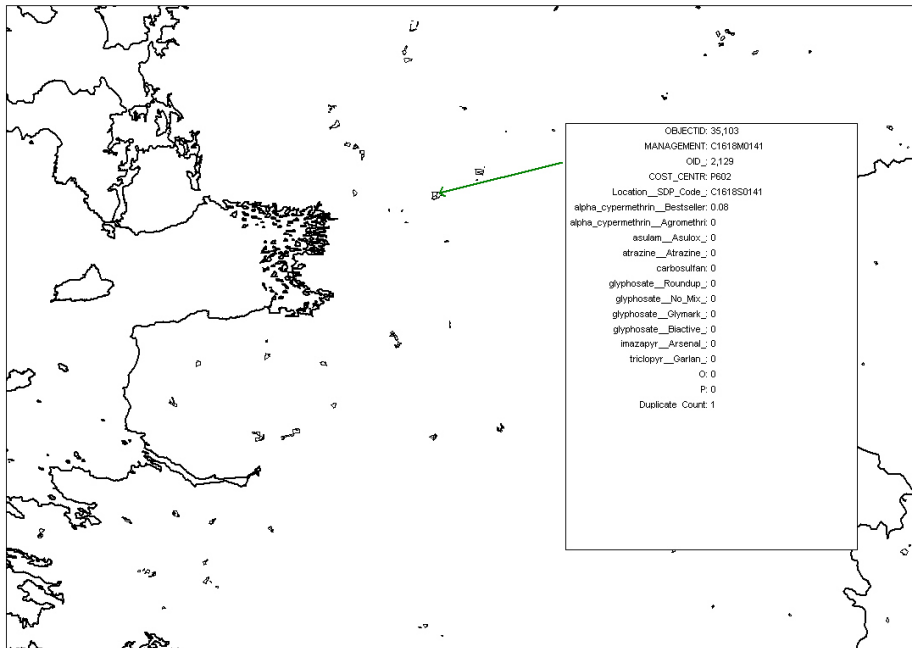 OBJECTID: 35,103
MANAGEMENT: C1618M0141
OID_: 2,129
COST_CENTR: P602
Location__SDP_Code_: C1618S0141
alpha_cypermethrin__Bestseller: 0.08
alpha_cypermethrin__Agromethri: 0
asulam__Asulox_: 0
atrazine__Atrazine_: 0
carbosulfan: 0
glyphosate__Roundup_: 0
glyphosate__No_Mix_: 0
glyphosate__Glymark_: 0
glyphosate__Biactive_: 0
imazapyr__Arsenal_: 0
triclopyr__Garlan_: 0
O: 0
P: 0
Duplicate Count: 1